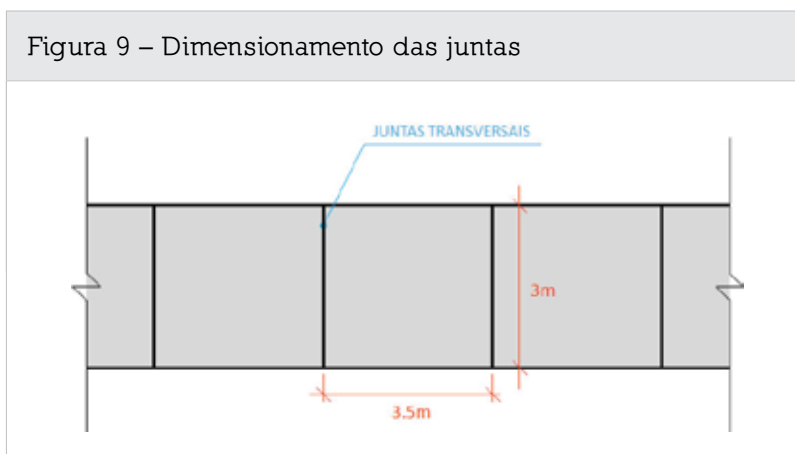 Figura 9 – Dimensionamento das juntas
JUNTAS TRANSVERSAIS
3m
3.5m